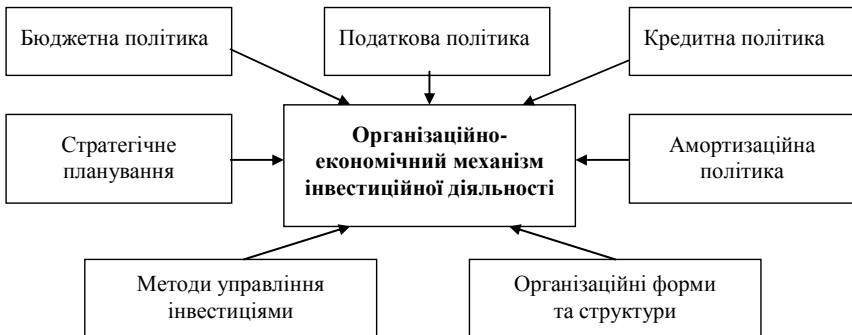 Бюджетна політика
Податкова політика
Кредитна політика
Стратегічне
планування
Організаційно-
економічний механізм
інвестиційної діяльності
Амортизаційна
політика
Методи управління
інвестиціями
Організаційні форми
та структури